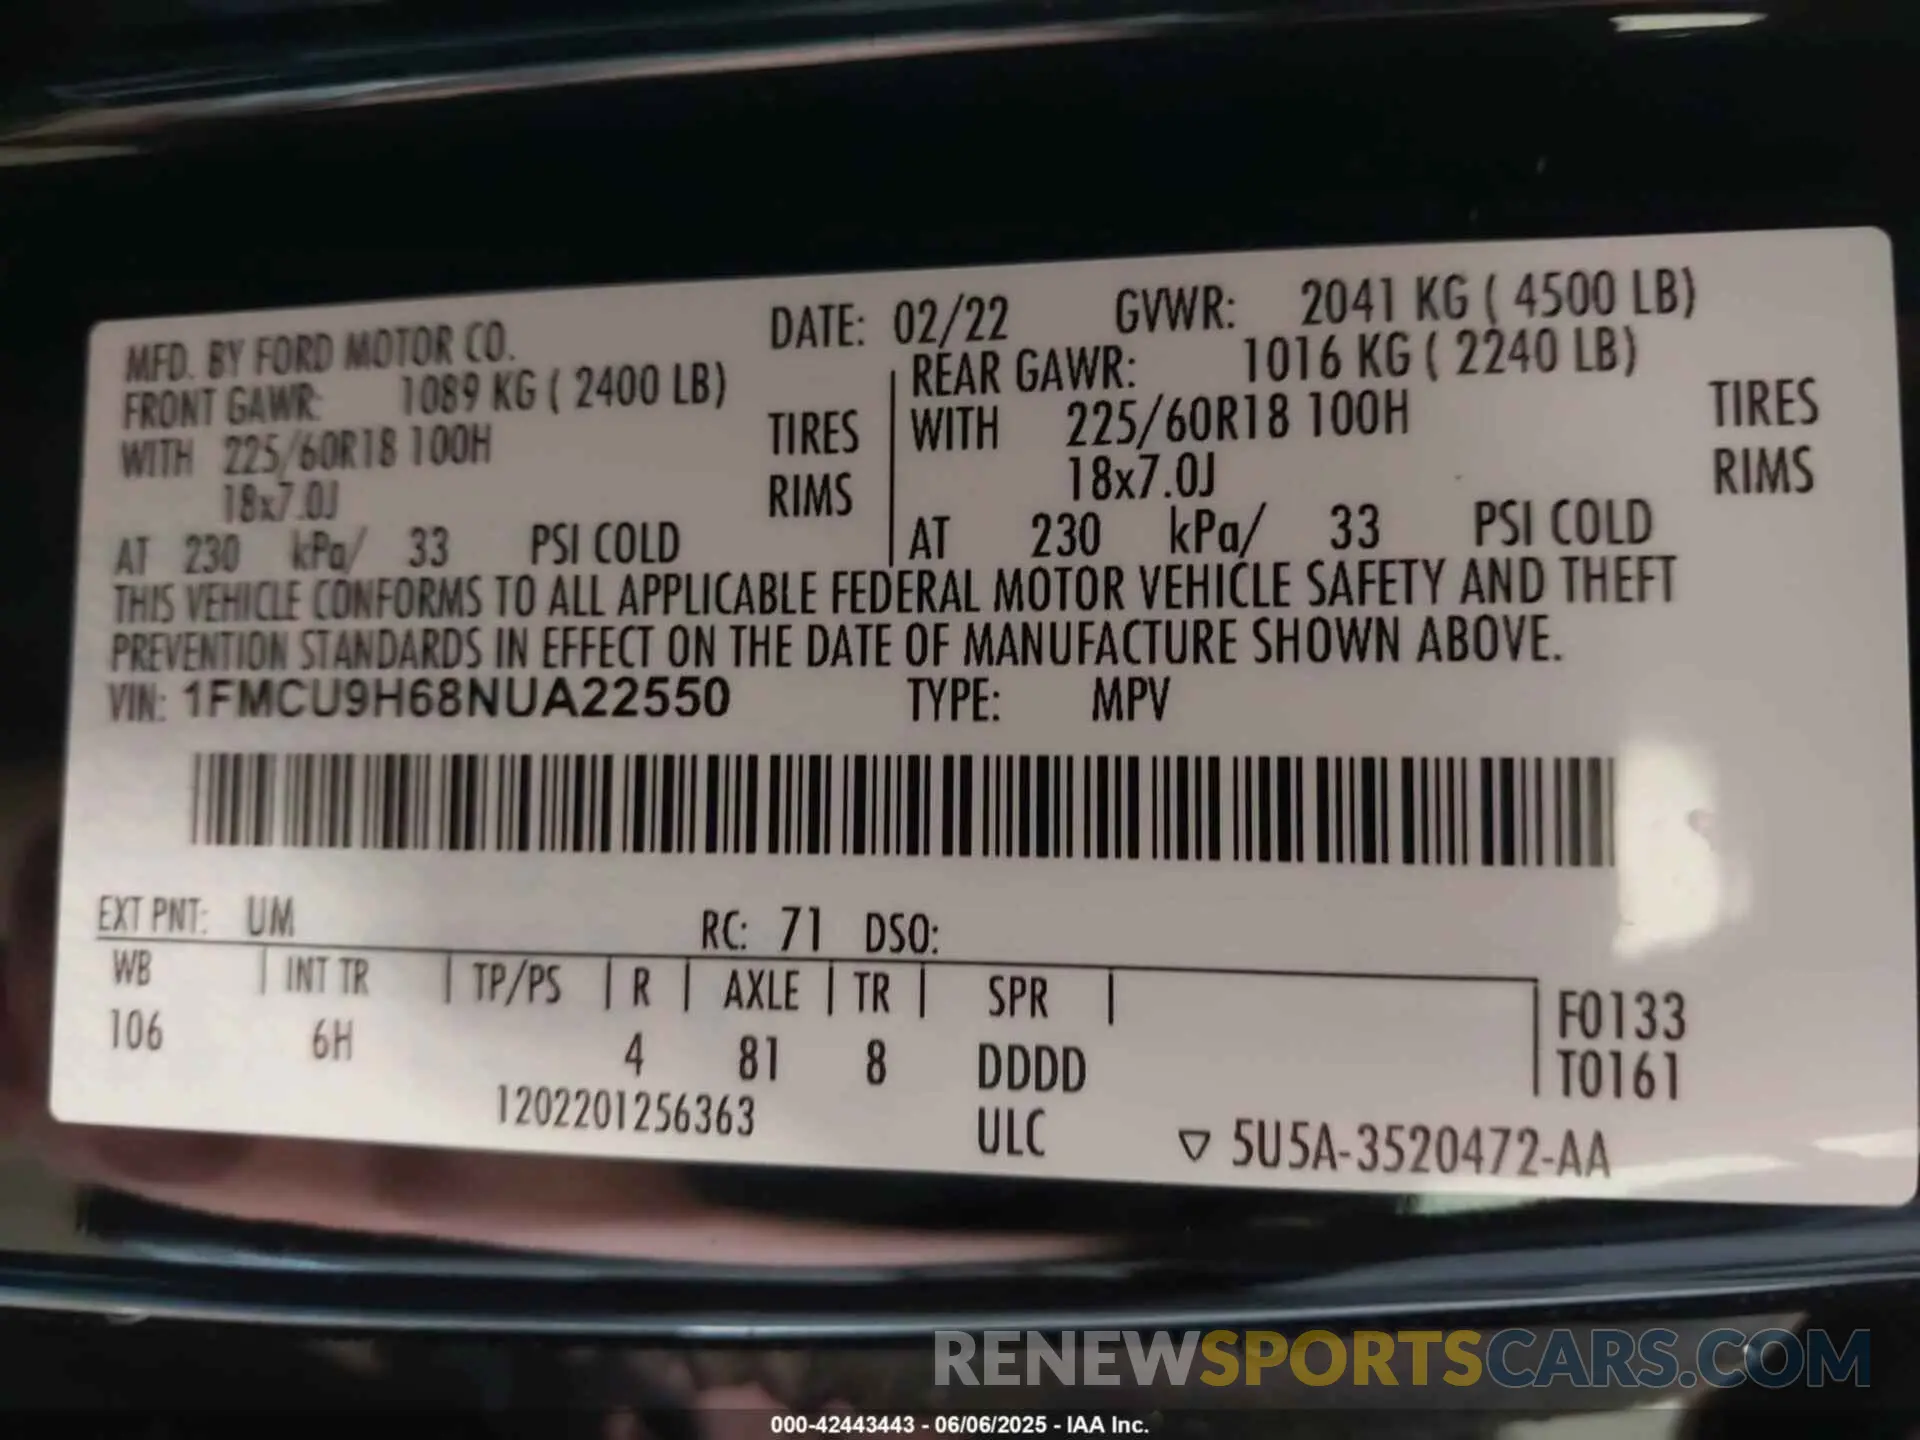 MFD. BY FORD MOTOR CO. DATE: 02/22 GVWR: 2041 KG ( 4500 LB)
FRONT GAWR: 1089 KG ( 2400 LB) REAR GAWR: 1016 KG ( 2240 LB)
WITH 225/60R18 100H TIRES WITH 225/60R18 100H TIRES
18x7.0J RIMS 18x7.0J RIMS
AT 230 kPa/ 33 PSI COLD AT 230 kPa/ 33 PSI COLD
THIS VEHICLE CONFORMS TO ALL APPLICABLE FEDERAL MOTOR VEHICLE SAFETY AND THEFT
PREVENTION STANDARDS IN EFFECT ON THE DATE OF MANUFACTURE SHOWN ABOVE.
VIN: 1FMCU9H68NUA22550 TYPE: MPV
EXT PNT: UM RC: 71 DSO:
WB | INT TR | TP/PS | R | AXLE | TR | SPR | F0133
106 6H 4 81 8 DDDD T0161
1202201256363 ULC ▽ 5U5A-3520472-AA
RENEWSPORTSCARS.COM
000-42443443 - 06/06/2025 - IAA Inc.